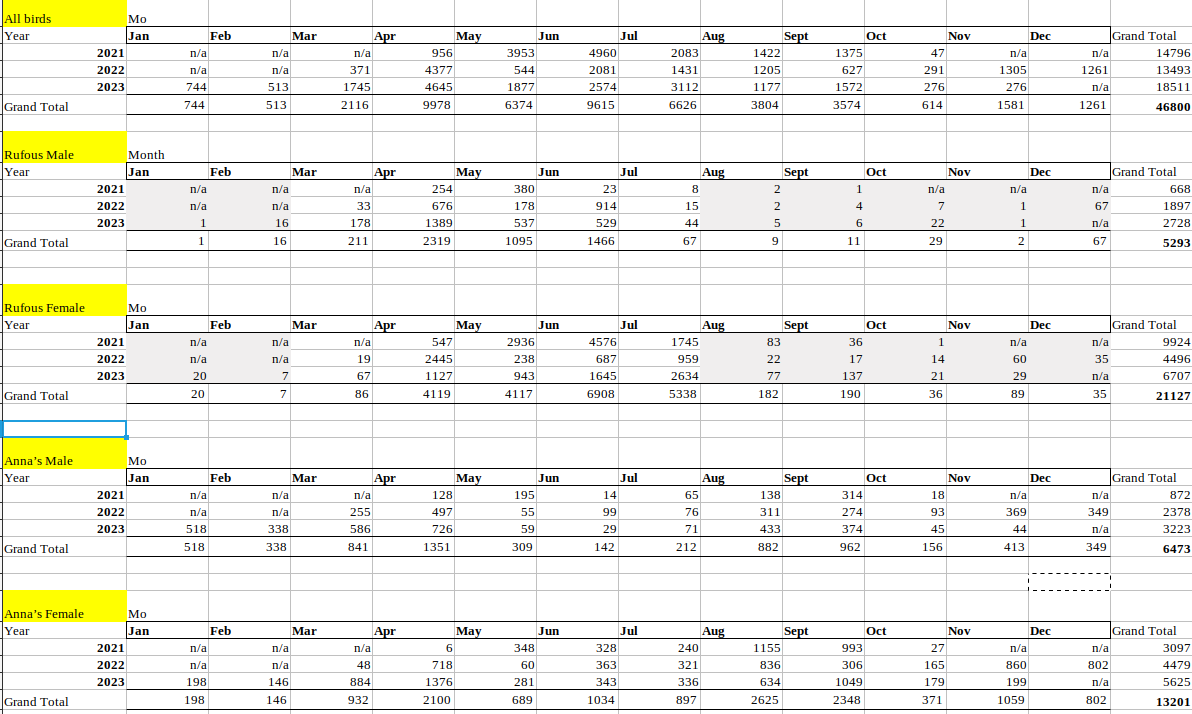 All birds Mo
Year Jan Feb Mar Apr May Jun Jul Aug Sept Oct Nov Dec Grand Total
2021 n/a n/a n/a 956 3953 4960 2083 1422 1375 47 n/a n/a 14796
2022 n/a n/a 371 4377 544 2081 1431 1205 627 291 1305 1261 13493
2023 744 513 1745 4645 1877 2574 3112 1177 1572 276 276 n/a 18511
Grand Total 744 513 2116 9978 6374 9615 6626 3804 3574 614 1581 1261 46800
Rufous Male Month
Year Jan Feb Mar Apr May Jun Jul Aug Sept Oct Nov Dec Grand Total
2021 n/a n/a n/a 254 380 23 8 2 1 n/a n/a n/a 668
2022 n/a n/a 33 676 178 914 15 2 4 7 1 67 1897
2023 1 16 178 1389 537 529 44 5 6 22 1 n/a 2728
Grand Total 1 16 211 2319 1095 1466 67 9 11 29 2 67 5293
Rufous Female Mo
Year Jan Feb Mar Apr May Jun Jul Aug Sept Oct Nov Dec Grand Total
2021 n/a n/a n/a 547 2936 4576 1745 83 36 1 n/a n/a 9924
2022 n/a n/a 19 2445 238 687 959 22 17 14 60 35 4496
2023 20 7 67 1127 943 1645 2634 77 137 21 29 n/a 6707
Grand Total 20 7 86 4119 4117 6908 5338 182 190 36 89 35 21127
Anna's Male Mo
Year Jan Feb Mar Apr May Jun Jul Aug Sept Oct Nov Dec Grand Total
2021 n/a n/a n/a 128 195 14 65 138 314 18 n/a n/a 872
2022 n/a n/a 255 497 55 99 76 311 274 93 369 349 2378
2023 518 338 586 726 59 29 71 433 374 45 44 n/a 3223
Grand Total 518 338 841 1351 309 142 212 882 962 156 413 349 6473
Anna's Female Mo
Year Jan Feb Mar Apr May Jun Jul Aug Sept Oct Nov Dec Grand Total
2021 n/a n/a n/a 6 348 328 240 1155 993 27 n/a n/a 3097
2022 n/a n/a 48 718 60 363 321 836 306 165 860 802 4479
2023 198 146 884 1376 281 343 336 634 1049 179 199 n/a 5625
Grand Total 198 146 932 2100 689 1034 897 2625 2348 371 1059 802 13201